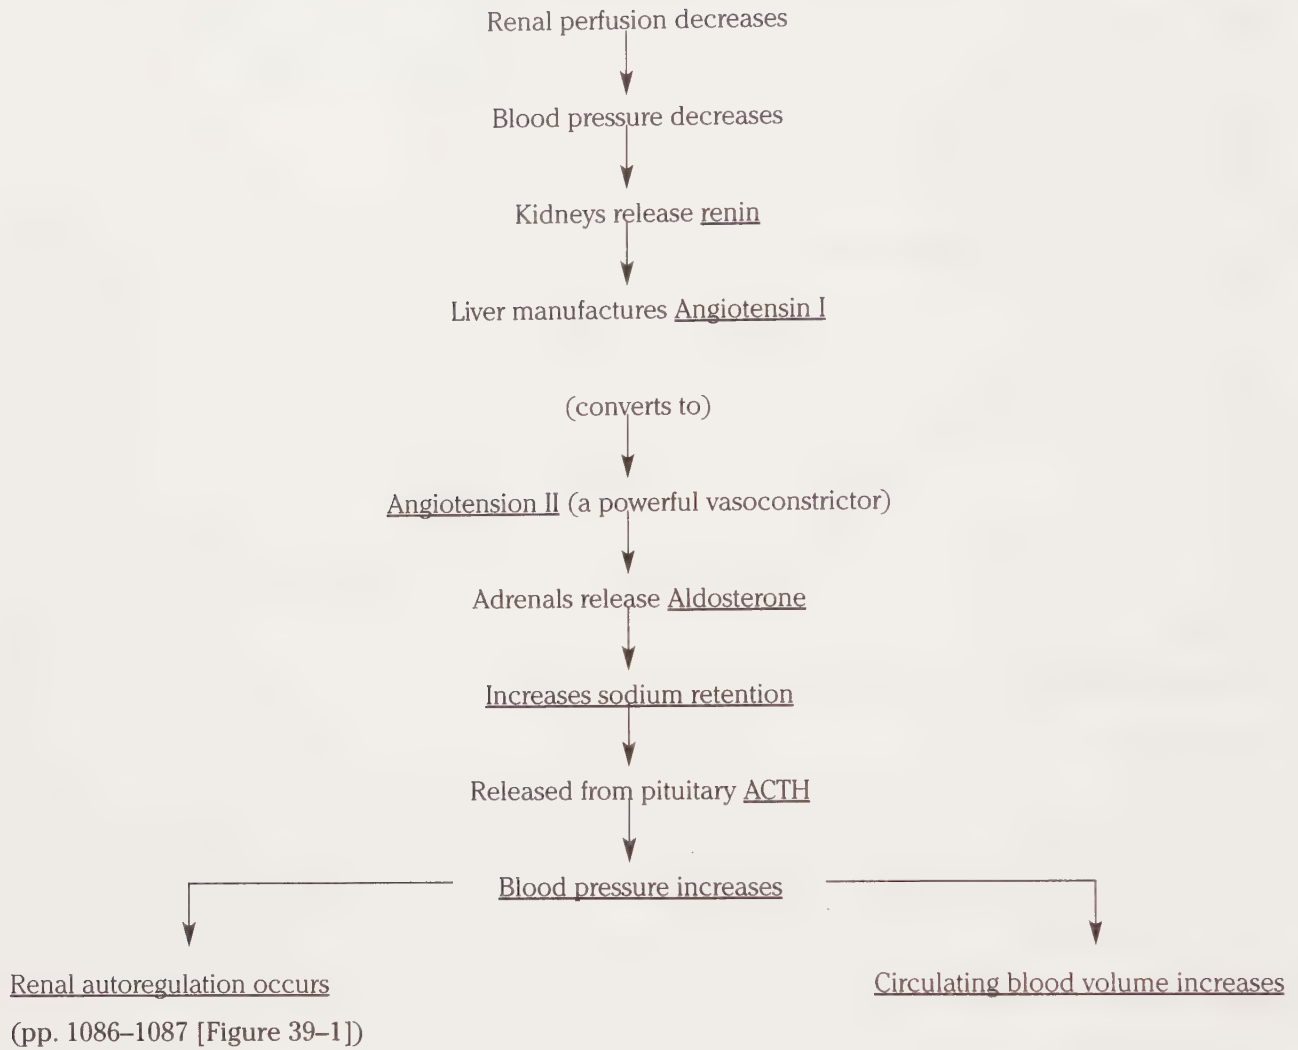 Renal perfusion decreases
Blood pressure decreases
Kidneys release renin
Liver manufactures Angiotensin I
(converts to)
Angiotension II (a powerful vasoconstrictor)
Adrenals release Aldosterone
Increases sodium retention
Released from pituitary ACTH
Blood pressure increases
Renal autoregulation occurs
Circulating blood volume increases
(pp. 1086–1087 [Figure 39–1])